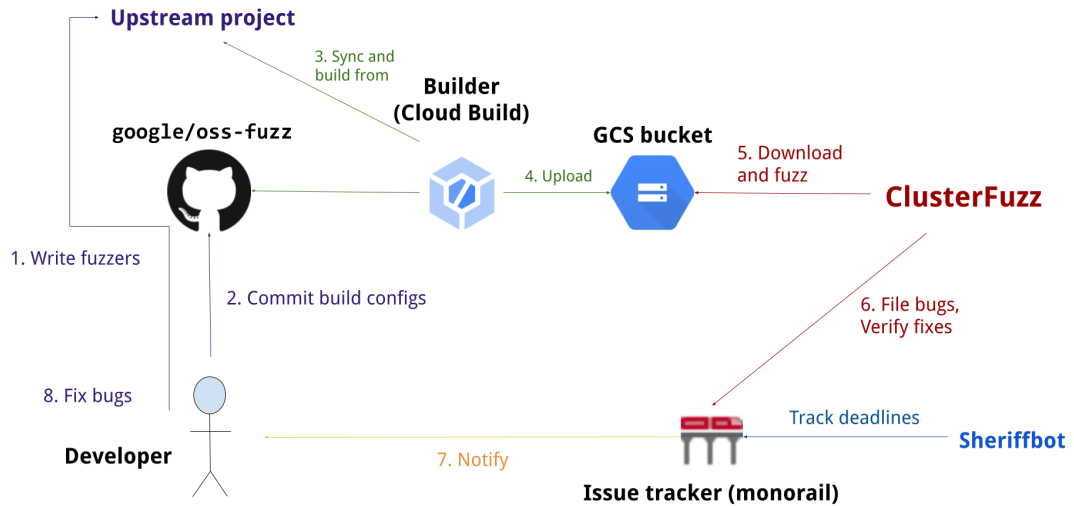 Upstream project
3. Sync and
build from
Builder
(Cloud Build)
google/oss-fuzz
GCS bucket
5. Download
and fuzz
4. Upload
ClusterFuzz
1. Write fuzzers
2. Commit build configs
6. File bugs,
Verify fixes
8. Fix bugs
Track deadlines
Sheriffbot
Developer
7. Notify
Issue tracker (monorail)